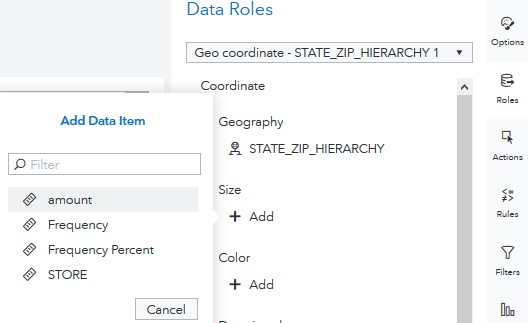 Data Roles
Geo coordinate - STATE_ZIP_HIERARCHY 1
Coordinate
Geography
STATE_ZIP_HIERARCHY
Size
Add
Color
Add
Add Data Item
Filter
amount
Frequency
Frequency Percent
STORE
Cancel
Options
Roles
Actions
Rules
Filters